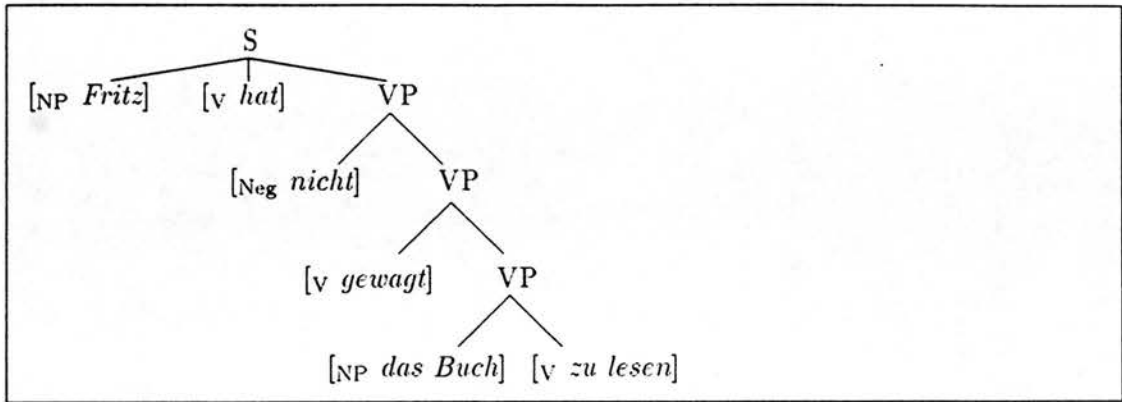 S
[NP Fritz] [V hat] VP
[Neg nicht] VP
[V gewagt] VP
[NP das Buch] [V zu lesen]